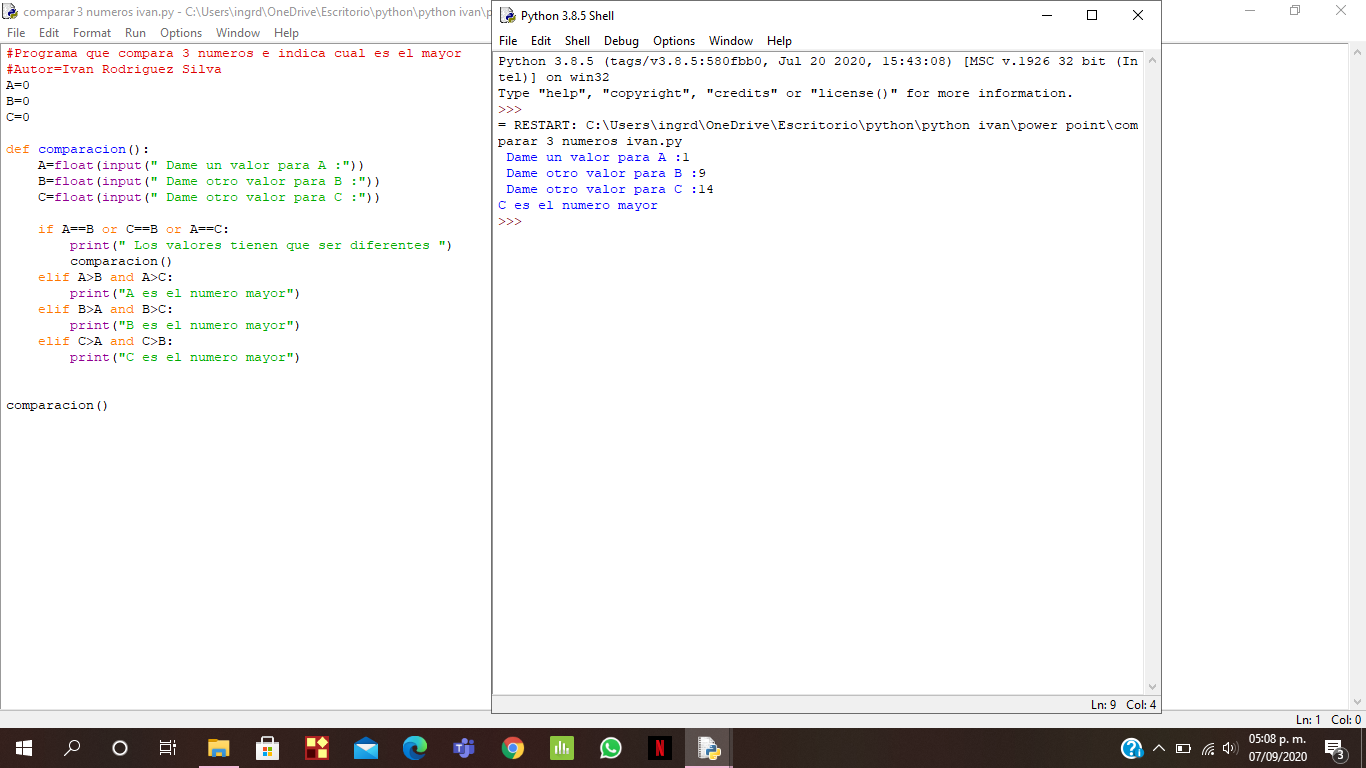 comparar 3 numeros ivan.py - C:\Users\ingrd\OneDrive\Escritorio\python\python ivan\p
File Edit Format Run Options Window Help
#Programa que compara 3 numeros e indica cual es el mayor
#Autor=Ivan Rodriguez Silva
A=0
B=0
C=0
def comparacion():
    A=float(input(" Dame un valor para A :"))
    B=float(input(" Dame otro valor para B :"))
    C=float(input(" Dame otro valor para C :"))
    if A==B or C==B or A==C:
        print(" Los valores tienen que ser diferentes ")
        comparacion()
    elif A>B and A>C:
        print("A es el numero mayor")
    elif B>A and B>C:
        print("B es el numero mayor")
    elif C>A and C>B:
        print("C es el numero mayor")
comparacion()
Python 3.8.5 Shell
File Edit Shell Debug Options Window Help
Python 3.8.5 (tags/v3.8.5:580fbb0, Jul 20 2020, 15:43:08) [MSC v.1926 32 bit (In
tel)] on win32
Type "help", "copyright", "credits" or "license()" for more information.
>>>
= RESTART: C:\Users\ingrd\OneDrive\Escritorio\python\python ivan\power point\com
parar 3 numeros ivan.py
 Dame un valor para A :1
 Dame otro valor para B :9
 Dame otro valor para C :14
C es el numero mayor
>>>
Ln: 9 Col: 4
Ln: 1 Col: 0
N
05:08 p. m.
07/09/2020
3